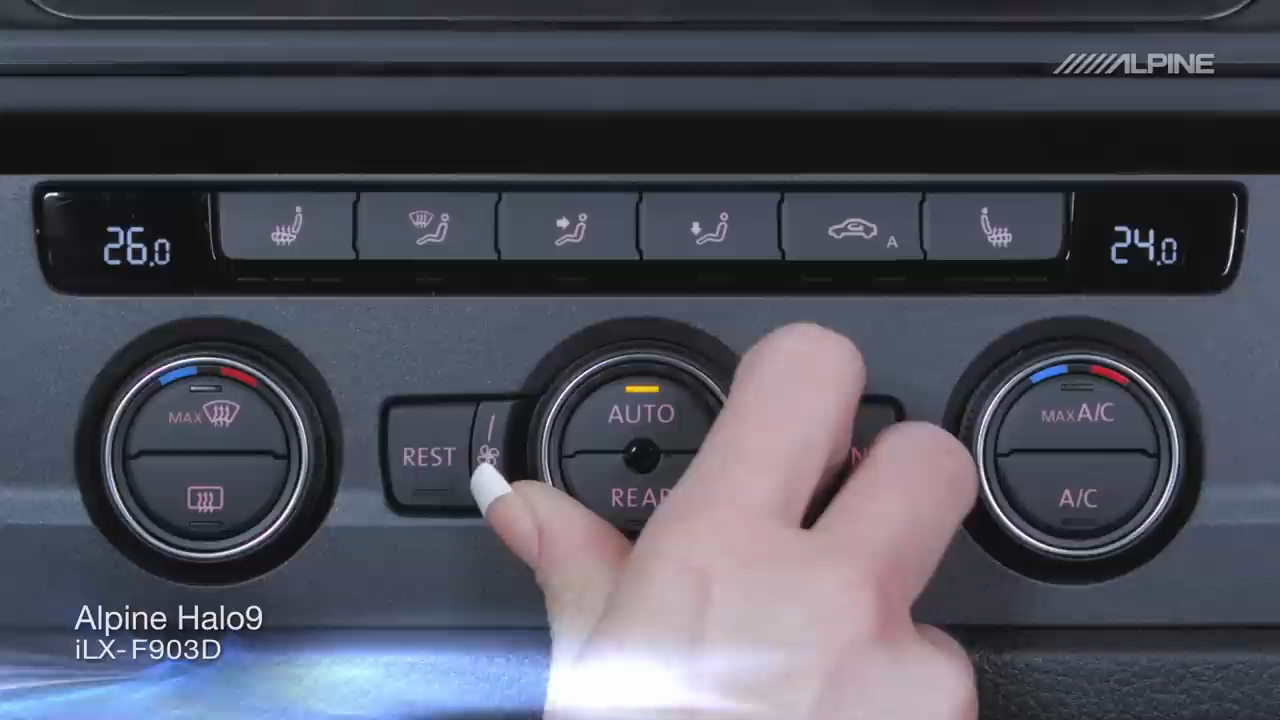 ALPINE
26.0
A
24.0
MAX
AUTO
MAX A/C
REST
REAR
A/C
Alpine Halo9
iLX-F903D